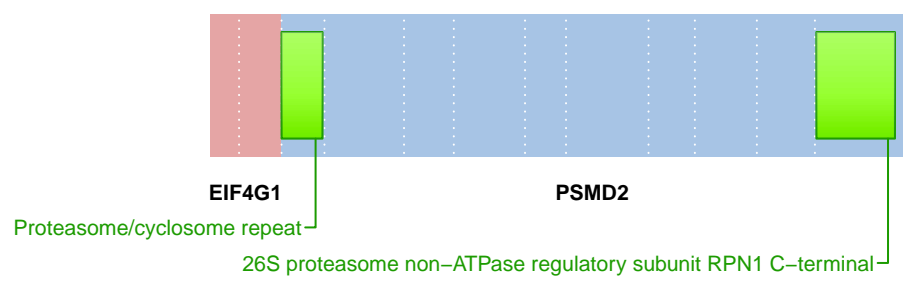 EIF4G1 PSMD2
Proteasome/cyclosome repeat
26S proteasome non−ATPase regulatory subunit RPN1 C−terminal